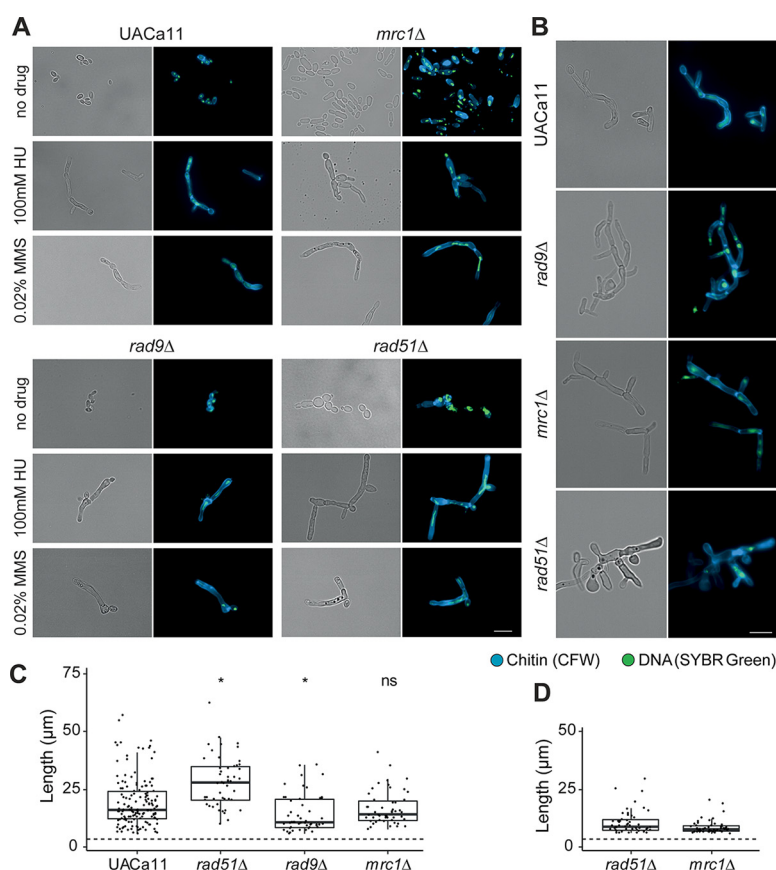 A
UACa11
mrc1Δ
no drug
100mM HU
0.02% MMS
rad9Δ
rad51Δ
no drug
100mM HU
0.02% MMS
B
UACa11
rad9Δ
mrc1Δ
rad51Δ
Chitin (CFW)
DNA (SYBR Green)
C
Length (μm)
75
50
25
0
* * ns
UACa11 rad51Δ rad9Δ mrc1Δ
D
Length (μm)
50
25
0
rad51Δ mrc1Δ